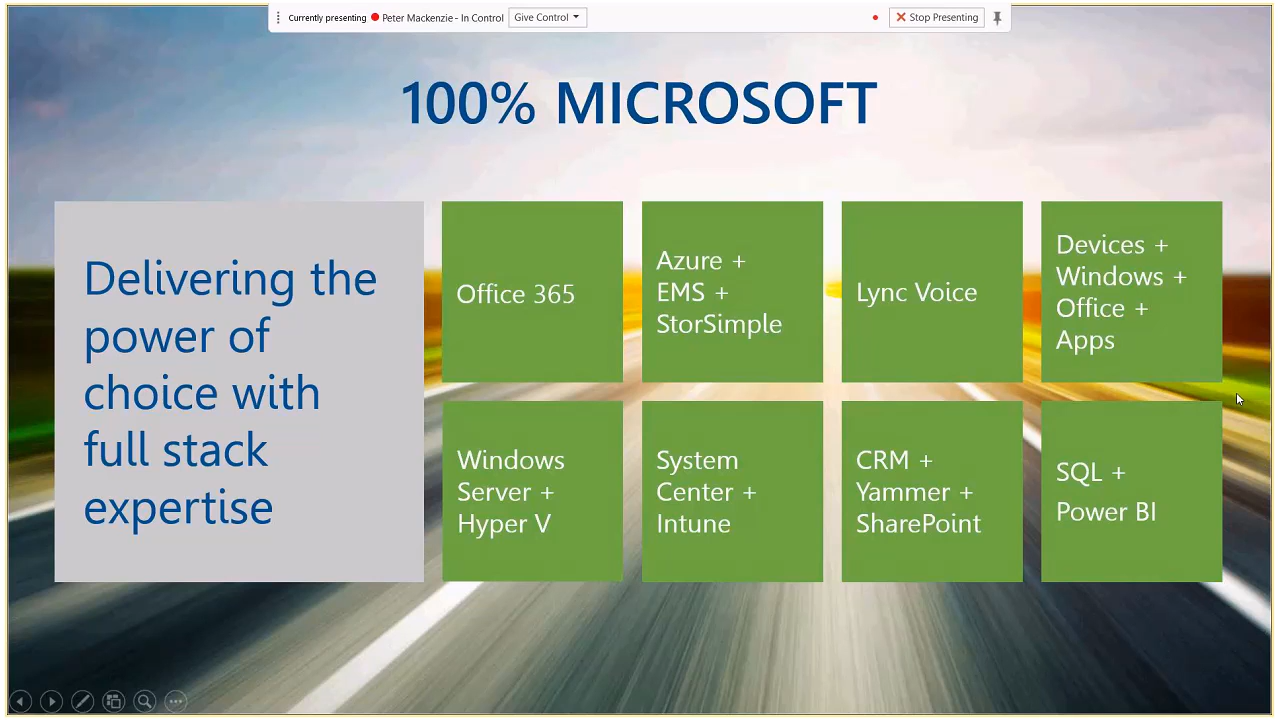 Currently presenting Peter Mackenzie - In Control Give Control Stop Presenting
100% MICROSOFT
Delivering the
power of
choice with
full stack
expertise
Office 365
Azure +
EMS +
StorSimple
Lync Voice
Devices +
Windows +
Office +
Apps
Windows
Server +
Hyper V
System
Center +
Intune
CRM +
Yammer +
SharePoint
SQL +
Power BI